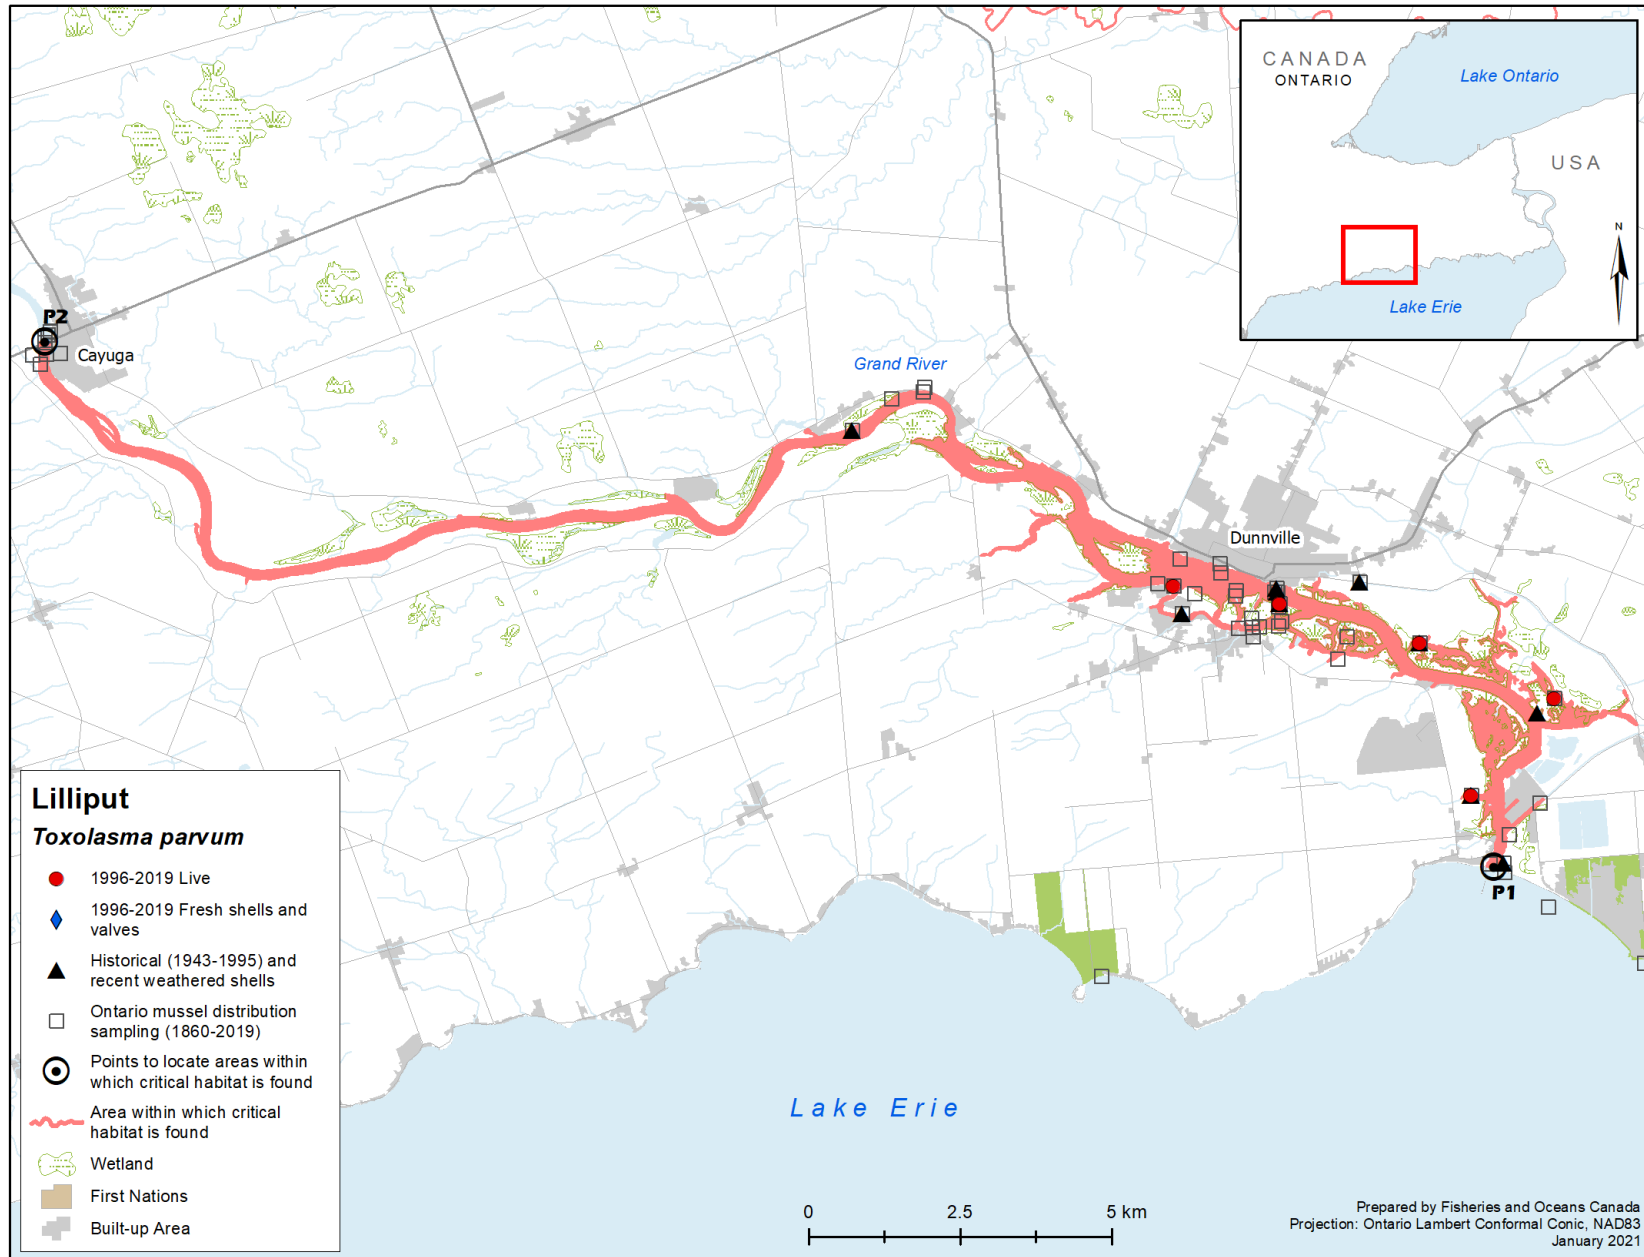 CANADA
ONTARIO
Lake Ontario
USA
N
Lake Erie
P2
Cayuga
Grand River
Dunnville
P1
Lake Erie
Lilliput
Toxolasma parvum
1996-2019 Live
1996-2019 Fresh shells and
valves
Historical (1943-1995) and
recent weathered shells
Ontario mussel distribution
sampling (1860-2019)
Points to locate areas within
which critical habitat is found
Area within which critical
habitat is found
Wetland
First Nations
Built-up Area
0 2.5 5 km
Prepared by Fisheries and Oceans Canada
Projection: Ontario Lambert Conformal Conic, NAD83
January 2021